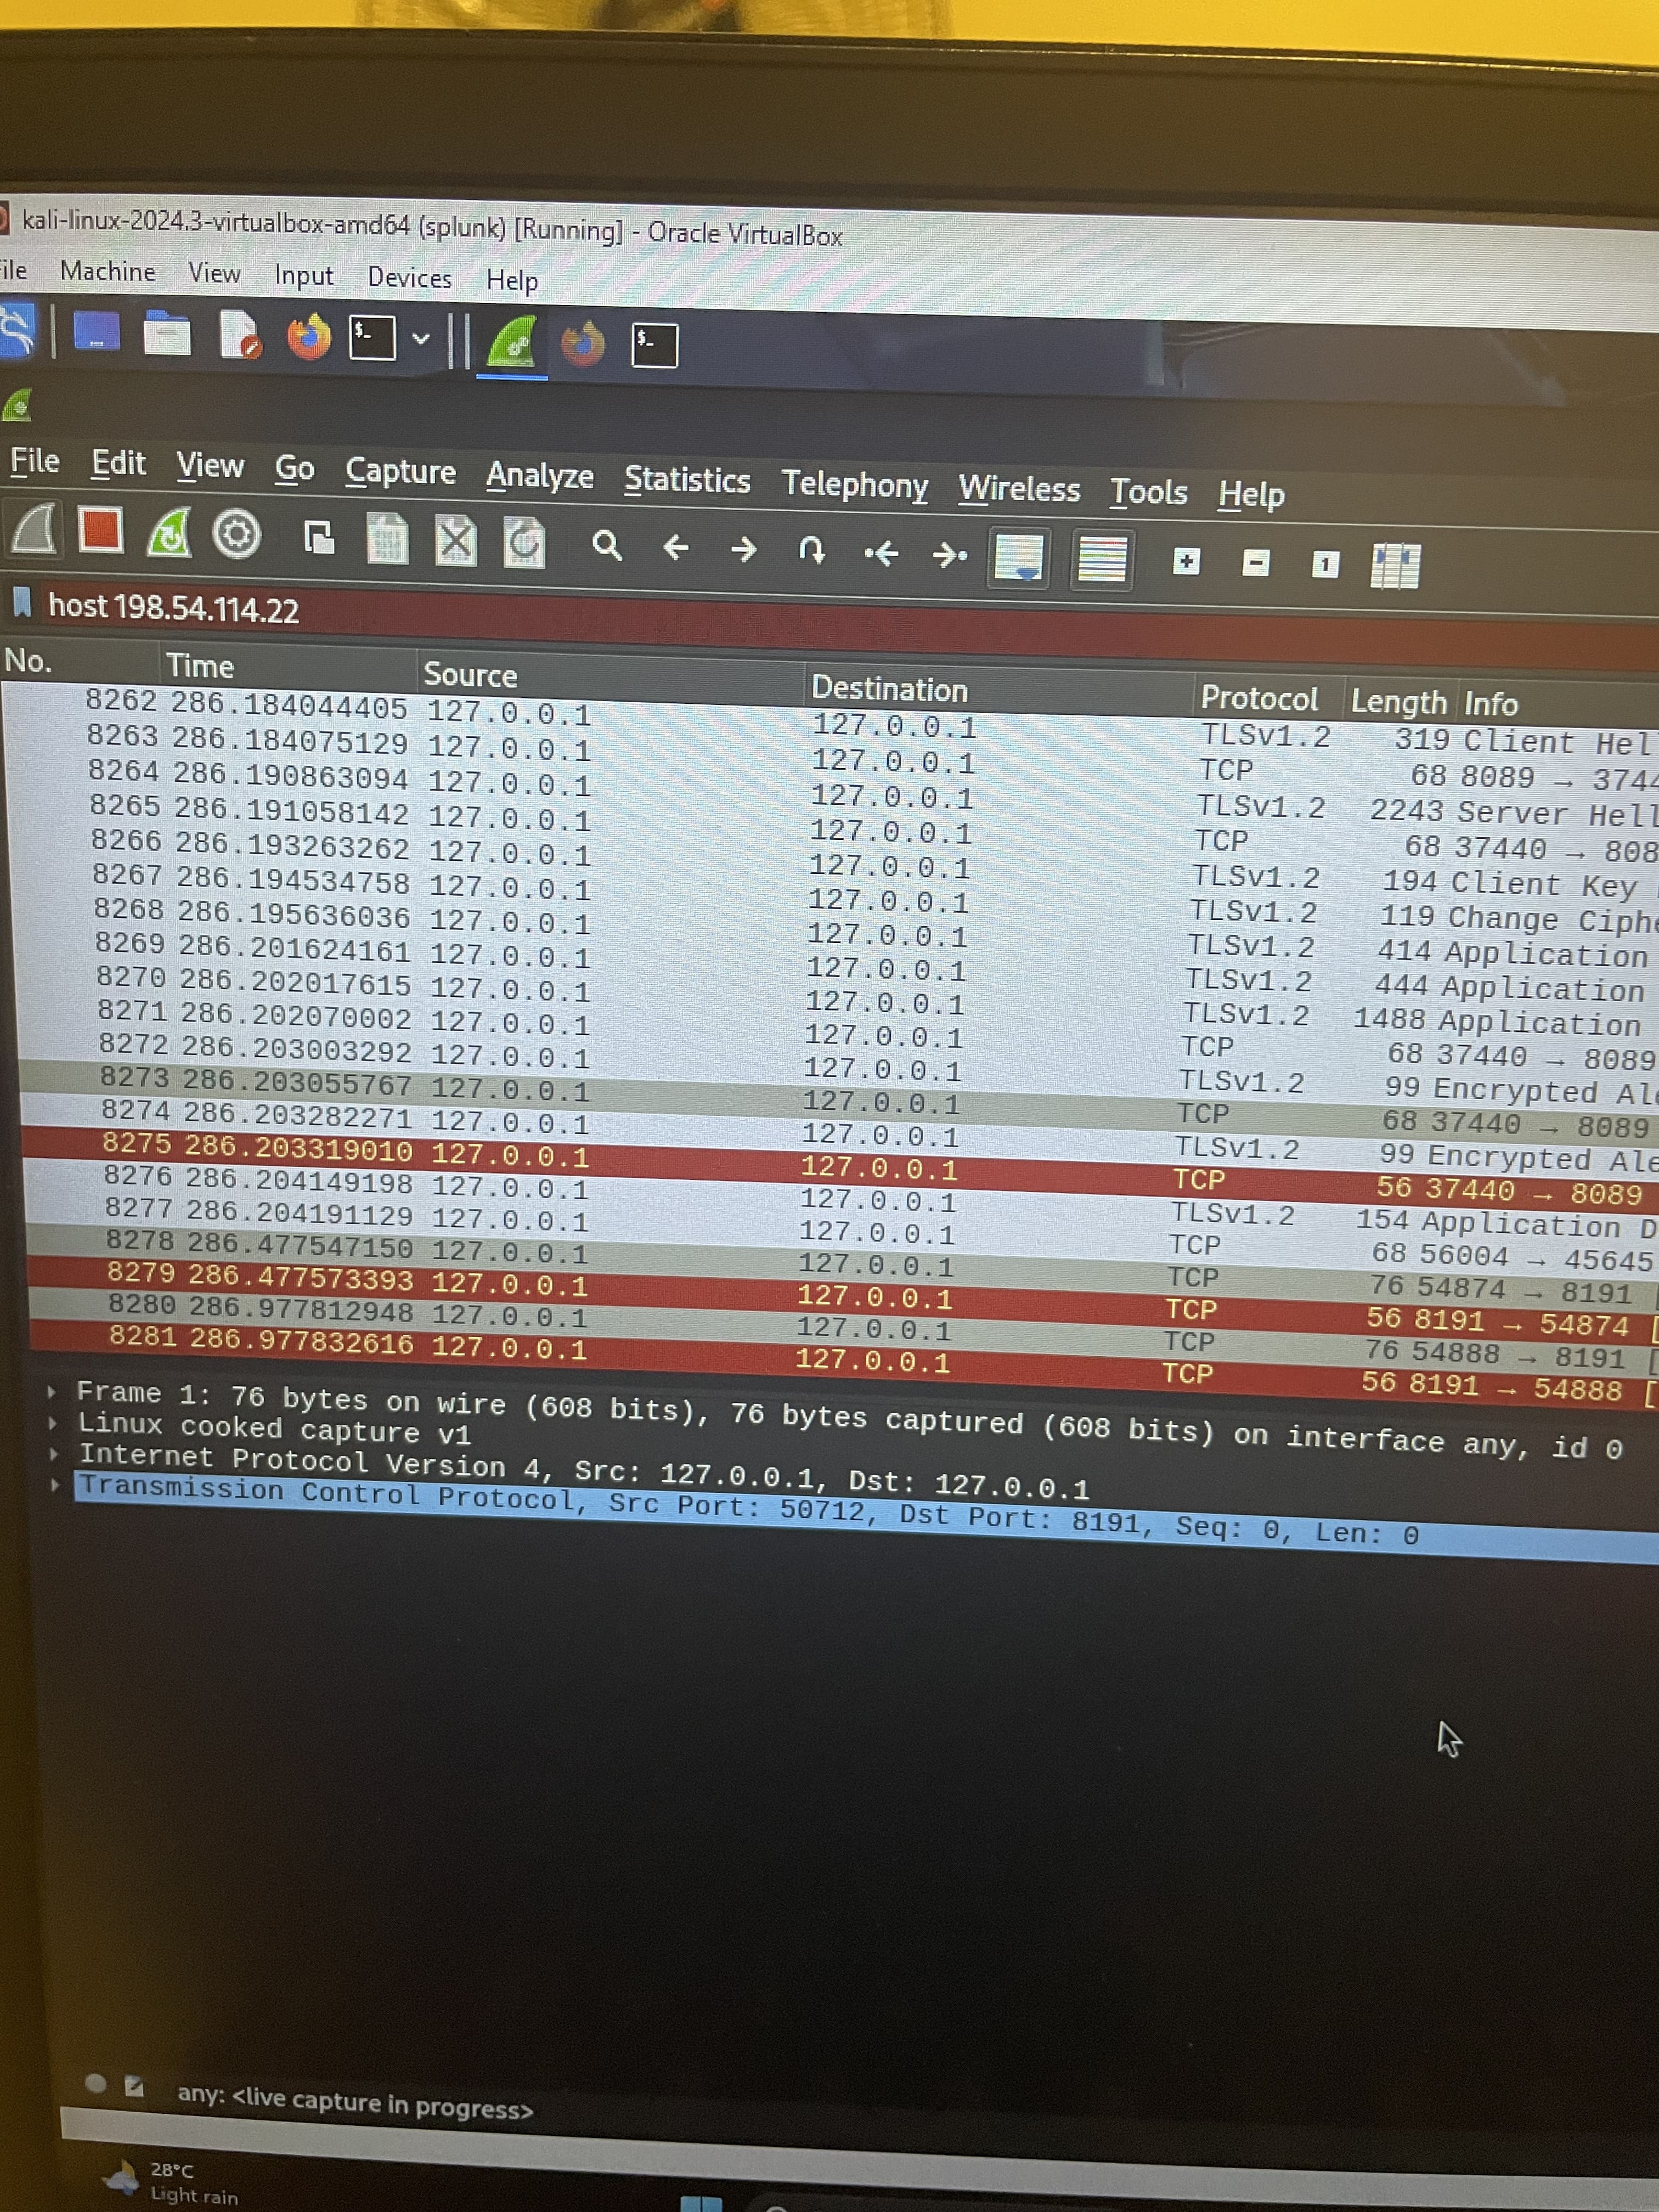 kali-linux-2024.3-virtualbox-amd64 (splunk) [Running] - Oracle VirtualBox
ile Machine View Input Devices Help
$_ $_
File Edit View Go Capture Analyze Statistics Telephony Wireless Tools Help
host 198.54.114.22
No. Time Source Destination Protocol Length Info
8262 286.184044405 127.0.0.1 127.0.0.1 TLSv1.2 319 Client Hel
8263 286.184075129 127.0.0.1 127.0.0.1 TCP 68 8089 → 3744
8264 286.190863094 127.0.0.1 127.0.0.1 TLSv1.2 2243 Server Hell
8265 286.191058142 127.0.0.1 127.0.0.1 TCP 68 37440 → 808
8266 286.193263262 127.0.0.1 127.0.0.1 TLSv1.2 194 Client Key
8267 286.194534758 127.0.0.1 127.0.0.1 TLSv1.2 119 Change Ciphe
8268 286.195636036 127.0.0.1 127.0.0.1 TLSv1.2 414 Application
8269 286.201624161 127.0.0.1 127.0.0.1 TLSv1.2 444 Application
8270 286.202017615 127.0.0.1 127.0.0.1 TLSv1.2 1488 Application
8271 286.202070002 127.0.0.1 127.0.0.1 TCP 68 37440 → 8089
8272 286.203003292 127.0.0.1 127.0.0.1 TLSv1.2 99 Encrypted Ale
8273 286.203055767 127.0.0.1 127.0.0.1 TCP 68 37440 → 8089
8274 286.203282271 127.0.0.1 127.0.0.1 TLSv1.2 99 Encrypted Ale
8275 286.203319010 127.0.0.1 127.0.0.1 TCP 56 37440 → 8089
8276 286.204149198 127.0.0.1 127.0.0.1 TLSv1.2 154 Application D
8277 286.204191129 127.0.0.1 127.0.0.1 TCP 68 56004 → 45645
8278 286.477547150 127.0.0.1 127.0.0.1 TCP 76 54874 → 8191 [
8279 286.477573393 127.0.0.1 127.0.0.1 TCP 56 8191 → 54874 [
8280 286.977812948 127.0.0.1 127.0.0.1 TCP 76 54888 → 8191 [
8281 286.977832616 127.0.0.1 127.0.0.1 TCP 56 8191 → 54888 [
Frame 1: 76 bytes on wire (608 bits), 76 bytes captured (608 bits) on interface any, id 0
Linux cooked capture v1
Internet Protocol Version 4, Src: 127.0.0.1, Dst: 127.0.0.1
Transmission Control Protocol, Src Port: 50712, Dst Port: 8191, Seq: 0, Len: 0
any: <live capture in progress>
28°C
Light rain